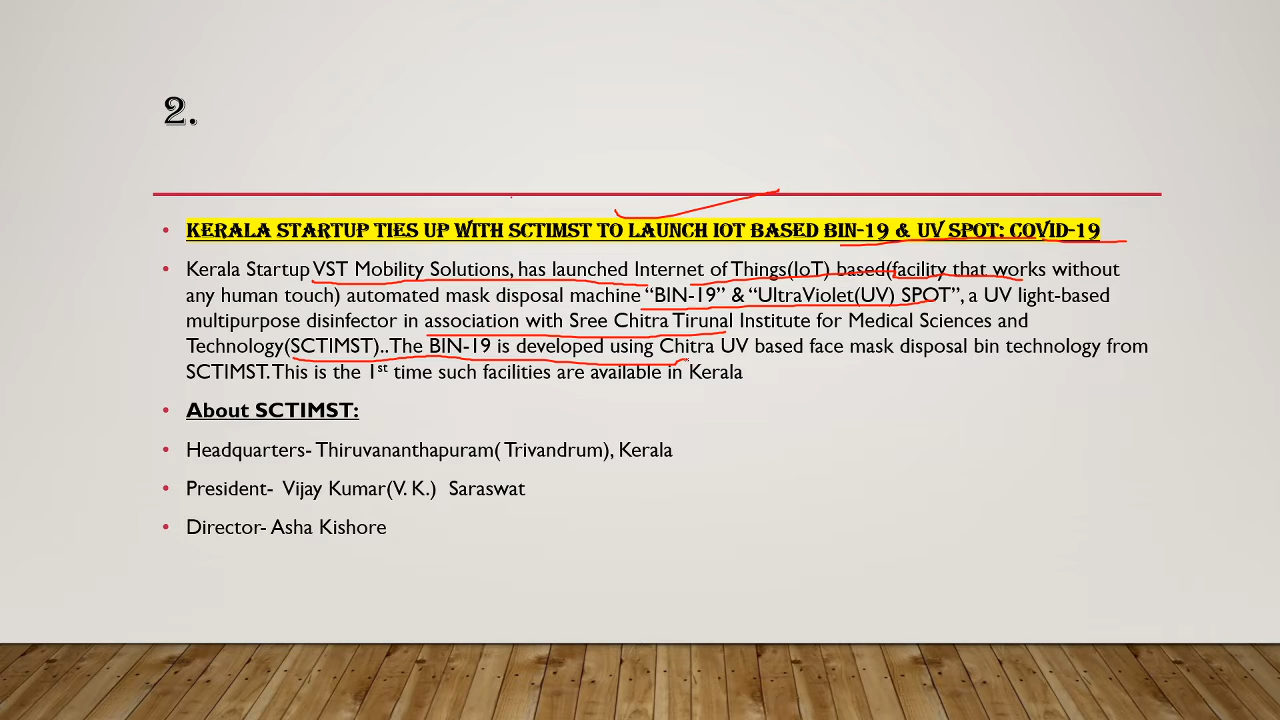 2.
KERALA STARTUP TIES UP WITH SCTIMST TO LAUNCH IOT BASED BIN-19 & UV SPOT: COVID-19
Kerala Startup VST Mobility Solutions, has launched Internet of Things(IoT) based(facility that works without
any human touch) automated mask disposal machine “BIN-19” & “UltraViolet(UV) SPOT”, a UV light-based
multipurpose disinfector in association with Sree Chitra Tirunal Institute for Medical Sciences and
Technology(SCTIMST)..The BIN-19 is developed using Chitra UV based face mask disposal bin technology from
SCTIMST. This is the 1st time such facilities are available in Kerala
About SCTIMST:
Headquarters- Thiruvananthapuram( Trivandrum), Kerala
President- Vijay Kumar(V. K.) Saraswat
Director- Asha Kishore